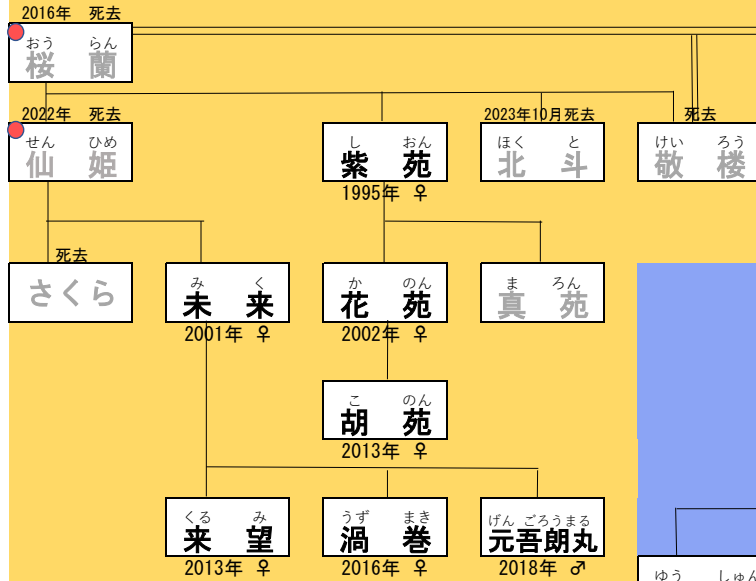 2016年 死去
おう らん
桜 蘭
2022年 死去
せん ひめ
仙 姫
し おん
紫 苑
1995年 ♀
2023年10月死去
ほく と
北 斗
死去
けい ろう
敬 楼
死去
さくら
み く
未 来
2001年 ♀
か のん
花 苑
2002年 ♀
ま ろん
真 苑
こ のん
胡 苑
2013年 ♀
くる み
来 望
2013年 ♀
うず まき
渦 巻
2016年 ♀
げん ごろうまる
元吾朗丸
2018年 ♂
ゆう しゅん